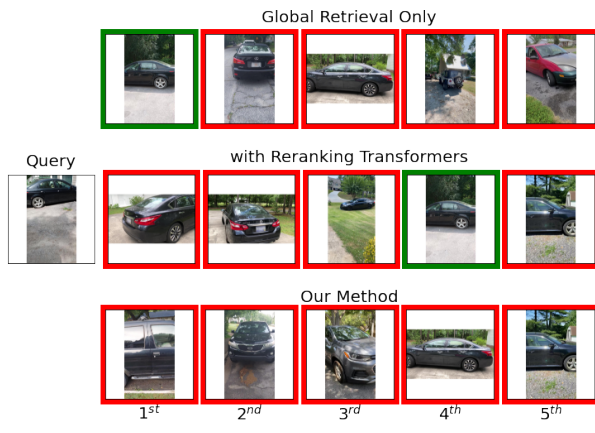 Global Retrieval Only
Query
with Reranking Transformers
Our Method
1st
2nd
3rd
4th
5th